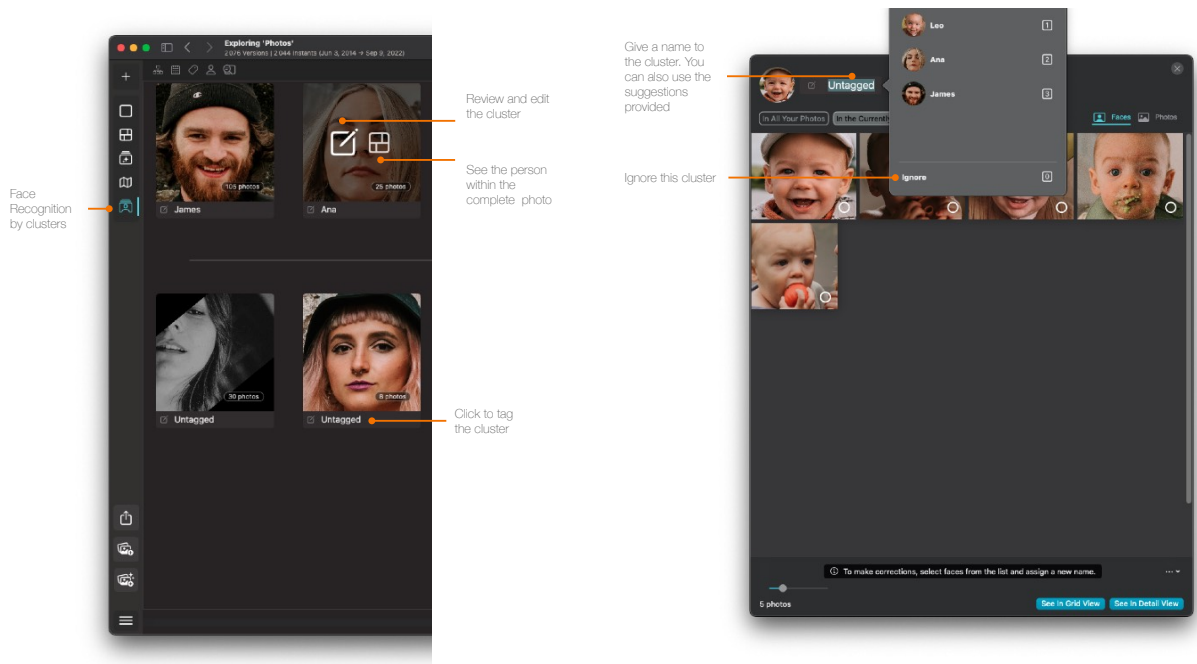 Exploring 'Photos'
2 076 Versions | 2 044 Instants (Jun 3, 2014 → Sep 9, 2022)
Face
Recognition
by clusters
105 photos
James
25 photos
Ana
30 photos
Untagged
8 photos
Untagged
Review and edit
the cluster
See the person
within the
complete photo
Click to tag
the cluster
Give a name to
the cluster. You
can also use the
suggestions
provided
Ignore this cluster
Leo 1
Ana 2
James 3
Ignore 0
Untagged
In All Your Photos In the Currently
Faces Photos
To make corrections, select faces from the list and assign a new name.
5 photos
See In Grid View See In Detail View